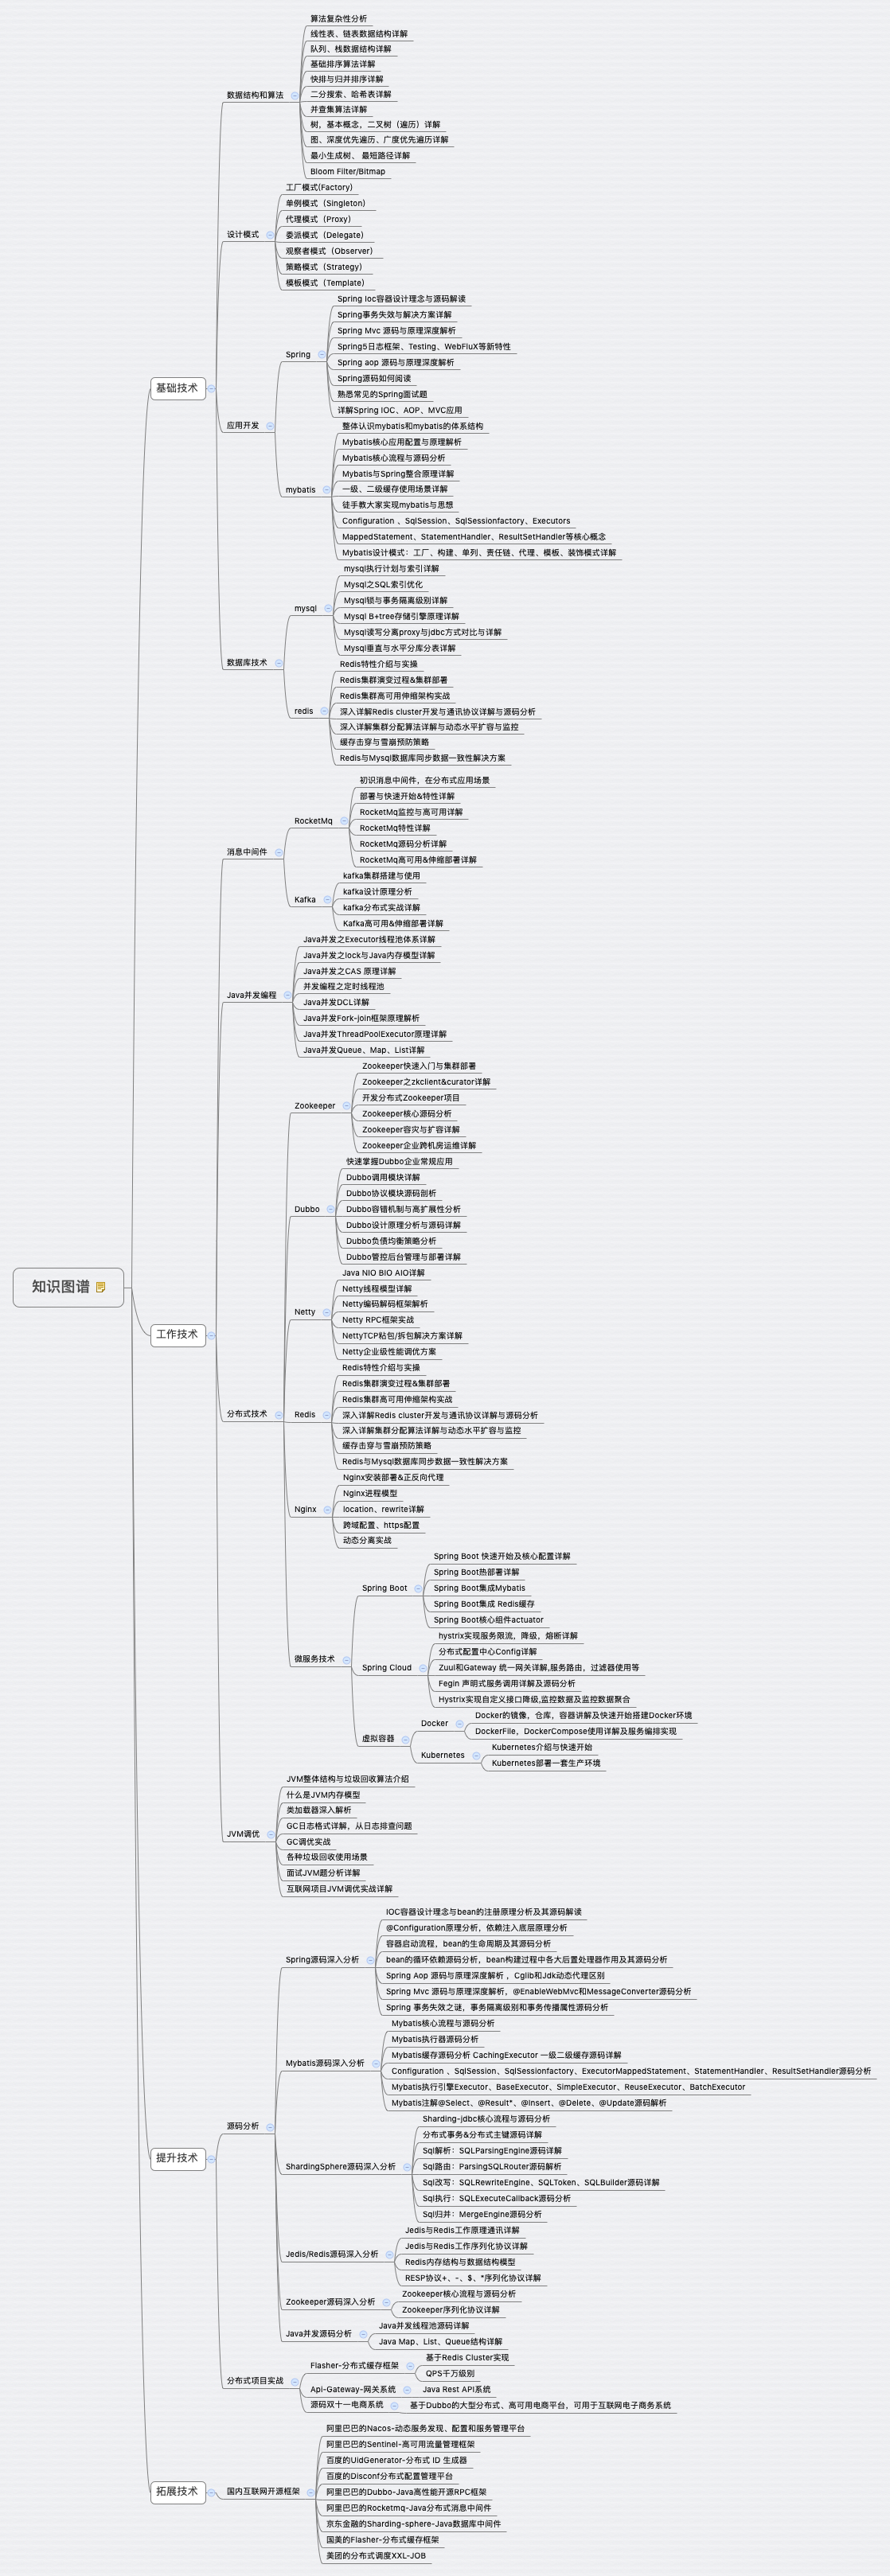 知识图谱
基础技术
数据结构和算法
算法复杂性分析
线性表、链表数据结构详解
队列、栈数据结构详解
基础排序算法详解
快排与归并排序详解
二分搜索、哈希表详解
并查集算法详解
树，基本概念，二叉树（遍历）详解
图、深度优先遍历、广度优先遍历详解
最小生成树、 最短路径详解
Bloom Filter/Bitmap
设计模式
工厂模式(Factory)
单例模式（Singleton）
代理模式（Proxy）
委派模式（Delegate）
观察者模式（Observer）
策略模式（Strategy）
模板模式（Template）
应用开发
Spring
Spring Ioc容器设计理念与源码解读
Spring事务失效与解决方案详解
Spring Mvc 源码与原理深度解析
Spring5日志框架、Testing、WebFluX等新特性
Spring aop 源码与原理深度解析
Spring源码如何阅读
熟悉常见的Spring面试题
详解Spring IOC、AOP、MVC应用
mybatis
整体认识mybatis和mybatis的体系结构
Mybatis核心应用配置与原理解析
Mybatis核心流程与源码分析
Mybatis与Spring整合原理详解
一级、二级缓存使用场景详解
徒手教大家实现mybatis与思想
Configuration 、SqlSession、SqlSessionfactory、Executors
MappedStatement、StatementHandler、ResultSetHandler等核心概念
Mybatis设计模式：工厂、构建、单列、责任链、代理、模板、装饰模式详解
数据库技术
mysql
mysql执行计划与索引详解
Mysql之SQL索引优化
Mysql锁与事务隔离级别详解
Mysql B+tree存储引擎原理详解
Mysql读写分离proxy与jdbc方式对比与详解
Mysql垂直与水平分库分表详解
redis
Redis特性介绍与实操
Redis集群演变过程&集群部署
Redis集群高可用伸缩架构实战
深入详解Redis cluster开发与通讯协议详解与源码分析
深入详解集群分配算法详解与动态水平扩容与监控
缓存击穿与雪崩预防策略
Redis与Mysql数据库同步数据一致性解决方案
工作技术
消息中间件
RocketMq
初识消息中间件，在分布式应用场景
部署与快速开始&特性详解
RocketMq监控与高可用详解
RocketMq特性详解
RocketMq源码分析详解
RocketMq高可用&伸缩部署详解
Kafka
kafka集群搭建与使用
kafka设计原理分析
kafka分布式实战详解
Kafka高可用&伸缩部署详解
Java并发编程
Java并发之Executor线程池体系详解
Java并发之lock与Java内存模型详解
Java并发之CAS 原理详解
并发编程之定时线程池
Java并发DCL详解
Java并发Fork-join框架原理解析
Java并发ThreadPoolExecutor原理详解
Java并发Queue、Map、List详解
分布式技术
Zookeeper
Zookeeper快速入门与集群部署
Zookeeper之zkclient&curator详解
开发分布式Zookeeper项目
Zookeeper核心源码分析
Zookeeper容灾与扩容详解
Zookeeper企业跨机房运维详解
Dubbo
快速掌握Dubbo企业常规应用
Dubbo调用模块详解
Dubbo协议模块源码剖析
Dubbo容错机制与高扩展性分析
Dubbo设计原理分析与源码详解
Dubbo负债均衡策略分析
Dubbo管控后台管理与部署详解
Netty
Java NIO BIO AIO详解
Netty线程模型详解
Netty编码解码框架解析
Netty RPC框架实战
NettyTCP粘包/拆包解决方案详解
Netty企业级性能调优方案
Redis
Redis特性介绍与实操
Redis集群演变过程&集群部署
Redis集群高可用伸缩架构实战
深入详解Redis cluster开发与通讯协议详解与源码分析
深入详解集群分配算法详解与动态水平扩容与监控
缓存击穿与雪崩预防策略
Redis与Mysql数据库同步数据一致性解决方案
Nginx
Nginx安装部署&正反向代理
Nginx进程模型
location、rewrite详解
跨域配置、https配置
动态分离实战
微服务技术
Spring Boot
Spring Boot 快速开始及核心配置详解
Spring Boot热部署详解
Spring Boot集成Mybatis
Spring Boot集成 Redis缓存
Spring Boot核心组件actuator
Spring Cloud
hystrix实现服务限流，降级，熔断详解
分布式配置中心Config详解
Zuul和Gateway 统一网关详解,服务路由，过滤器使用等
Fegin 声明式服务调用详解及源码分析
Hystrix实现自定义接口降级,监控数据及监控数据聚合
虚拟容器
Docker
Docker的镜像，仓库，容器讲解及快速开始搭建Docker环境
DockerFile，DockerCompose使用详解及服务编排实现
Kubernetes
Kubernetes介绍与快速开始
Kubernetes部署一套生产环境
JVM调优
JVM整体结构与垃圾回收算法介绍
什么是JVM内存模型
类加载器深入解析
GC日志格式详解，从日志排查问题
GC调优实战
各种垃圾回收使用场景
面试JVM题分析详解
互联网项目JVM调优实战详解
提升技术
源码分析
Spring源码深入分析
IOC容器设计理念与bean的注册原理分析及其源码解读
@Configuration原理分析，依赖注入底层原理分析
容器启动流程，bean的生命周期及其源码分析
bean的循环依赖源码分析，bean构建过程中各大后置处理器作用及其源码分析
Spring Aop 源码与原理深度解析 ，Cglib和Jdk动态代理区别
Spring Mvc 源码与原理深度解析，@EnableWebMvc和MessageConverter源码分析
Spring 事务失效之谜，事务隔离级别和事务传播属性源码分析
Mybatis源码深入分析
Mybatis核心流程与源码分析
Mybatis执行器源码分析
Mybatis缓存源码分析 CachingExecutor 一级二级缓存源码详解
Configuration 、SqlSession、SqlSessionfactory、ExecutorMappedStatement、StatementHandler、ResultSetHandler源码分析
Mybatis执行引擎Executor、BaseExecutor、SimpleExecutor、ReuseExecutor、BatchExecutor
Mybatis注解@Select、@Result*、@Insert、@Delete、@Update源码解析
ShardingSphere源码深入分析
Sharding-jdbc核心流程与源码分析
分布式事务&分布式主键源码详解
Sql解析：SQLParsingEngine源码详解
Sql路由：ParsingSQLRouter源码解析
Sql改写：SQLRewriteEngine、SQLToken、SQLBuilder源码详解
Sql执行：SQLExecuteCallback源码分析
Sql归并：MergeEngine源码分析
Jedis/Redis源码深入分析
Jedis与Redis工作原理通讯详解
Jedis与Redis工作序列化协议详解
Redis内存结构与数据结构模型
RESP协议+、-、$、*序列化协议详解
Zookeeper源码深入分析
Zookeeper核心流程与源码分析
Zookeeper序列化协议详解
Java并发源码分析
Java并发线程池源码详解
Java Map、List、Queue结构详解
分布式项目实战
Flasher-分布式缓存框架
基于Redis Cluster实现
QPS千万级别
Api-Gateway-网关系统
Java Rest API系统
源码双十一电商系统
基于Dubbo的大型分布式、高可用电商平台，可用于互联网电子商务系统
拓展技术
国内互联网开源框架
阿里巴巴的Nacos-动态服务发现、配置和服务管理平台
阿里巴巴的Sentinel-高可用流量管理框架
百度的UidGenerator-分布式 ID 生成器
百度的Disconf分布式配置管理平台
阿里巴巴的Dubbo-Java高性能开源RPC框架
阿里巴巴的Rocketmq-Java分布式消息中间件
京东金融的Sharding-sphere-Java数据库中间件
国美的Flasher-分布式缓存框架
美团的分布式调度XXL-JOB